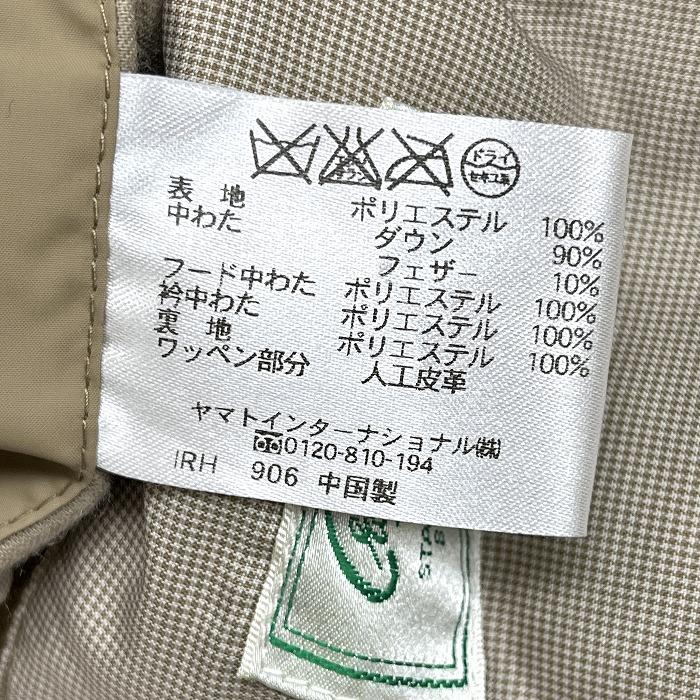 ドライ
セキユ系
表 地 ポリエステル 100%
中わた ダウン 90%
フェザー 10%
フード中わた ポリエステル 100%
衿中わた ポリエステル 100%
裏 地 ポリエステル 100%
ワッペン部分 人工皮革
ヤマトインターナショナル㈱
0120-810-194
IRH 906 中国製